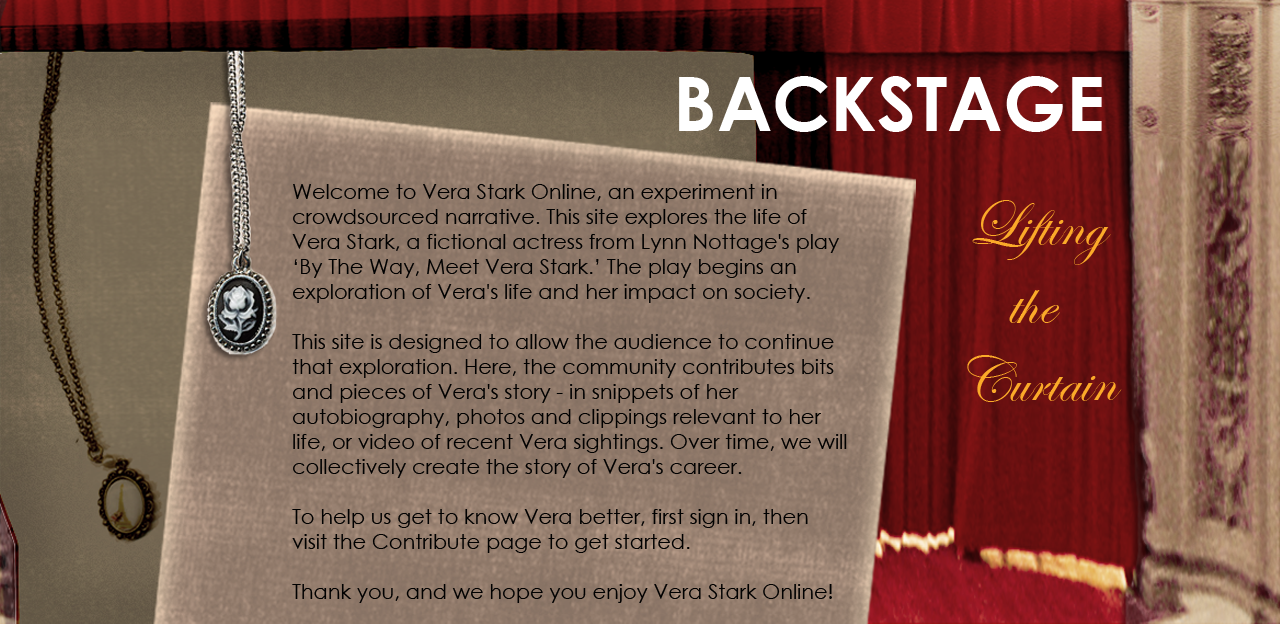 BACKSTAGE
Lifting
the
Curtain
Welcome to Vera Stark Online, an experiment in
crowdsourced narrative. This site explores the life of
Vera Stark, a fictional actress from Lynn Nottage's play
‘By The Way, Meet Vera Stark.’ The play begins an
exploration of Vera's life and her impact on society.
This site is designed to allow the audience to continue
that exploration. Here, the community contributes bits
and pieces of Vera's story - in snippets of her
autobiography, photos and clippings relevant to her
life, or video of recent Vera sightings. Over time, we will
collectively create the story of Vera's career.
To help us get to know Vera better, first sign in, then
visit the Contribute page to get started.
Thank you, and we hope you enjoy Vera Stark Online!